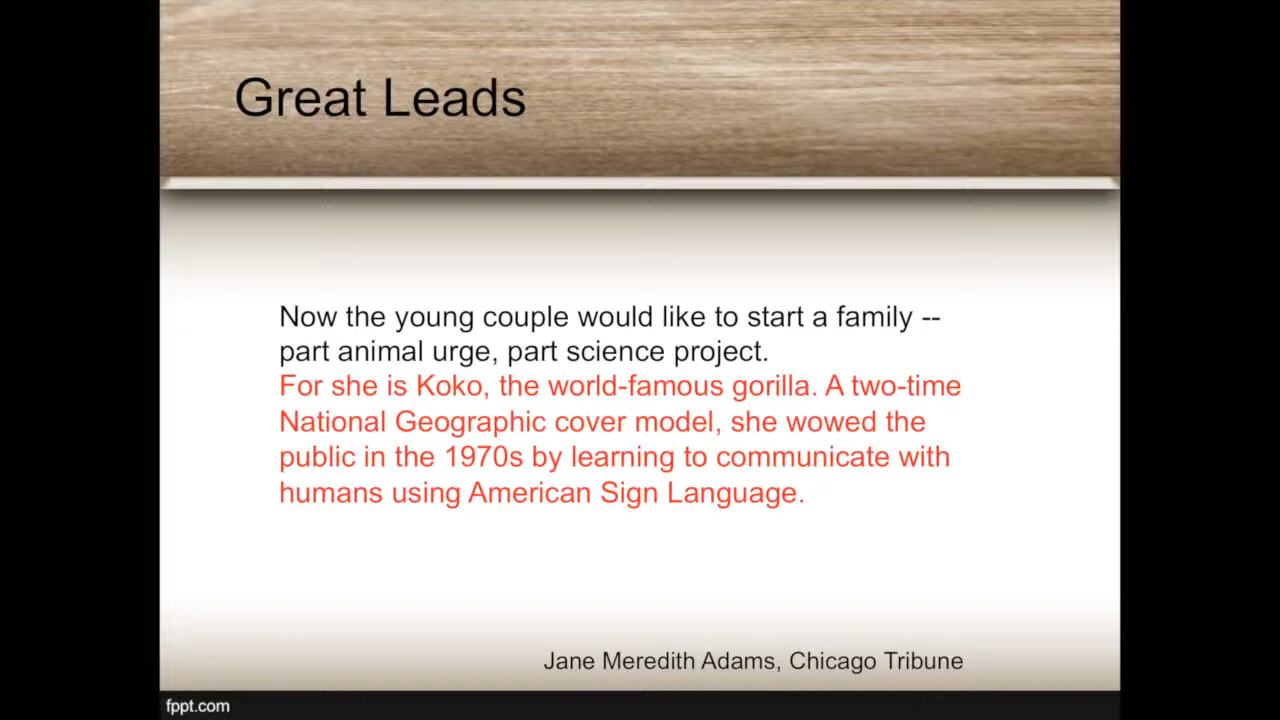 Great Leads
Now the young couple would like to start a family --
part animal urge, part science project.
For she is Koko, the world-famous gorilla. A two-time
National Geographic cover model, she wowed the
public in the 1970s by learning to communicate with
humans using American Sign Language.
Jane Meredith Adams, Chicago Tribune
fppt.com